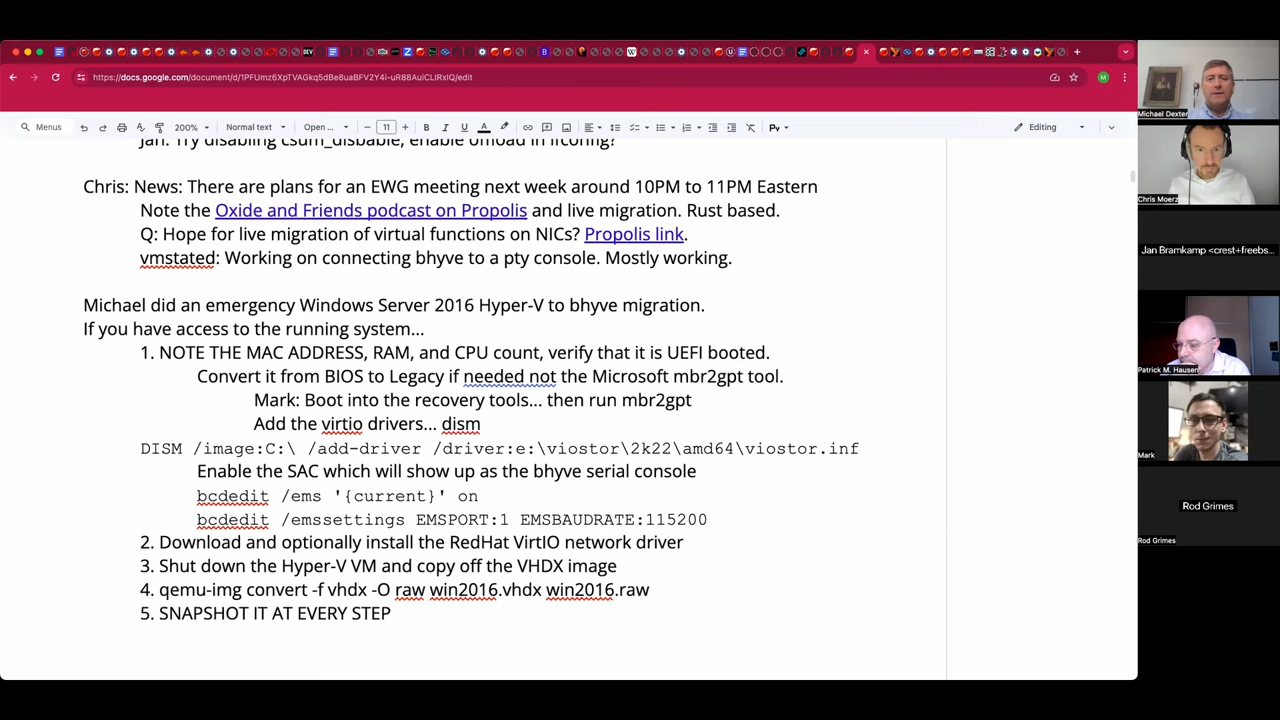 https://docs.google.com/document/d/1PFUmz6XpTVAGkq5dBe8uaBFV2Y4i-uR88AuiCLIRxIQ/edit
M
Menus 200% Normal text Open ... 11 B I U A Editing
Jan: Try disabling csum_disbable, enable offload in ifconfig?
Chris: News: There are plans for an EWG meeting next week around 10PM to 11PM Eastern
Note the Oxide and Friends podcast on Propolis and live migration. Rust based.
Q: Hope for live migration of virtual functions on NICs? Propolis link.
vmstated: Working on connecting bhyve to a pty console. Mostly working.
Michael did an emergency Windows Server 2016 Hyper-V to bhyve migration.
If you have access to the running system...
1. NOTE THE MAC ADDRESS, RAM, and CPU count, verify that it is UEFI booted.
Convert it from BIOS to Legacy if needed not the Microsoft mbr2gpt tool.
Mark: Boot into the recovery tools... then run mbr2gpt
Add the virtio drivers... dism
DISM /image:C:\ /add-driver /driver:e:\viostor\2k22\amd64\viostor.inf
Enable the SAC which will show up as the bhyve serial console
bcdedit /ems '{current}' on
bcdedit /emssettings EMSPORT:1 EMSBAUDRATE:115200
2. Download and optionally install the RedHat VirtIO network driver
3. Shut down the Hyper-V VM and copy off the VHDX image
4. qemu-img convert -f vhdx -O raw win2016.vhdx win2016.raw
5. SNAPSHOT IT AT EVERY STEP
Michael Dexter
Chris Moerz
Jan Bramkamp <crest+freebs...
Patrick M. Hausen
Mark
Rod Grimes
Rod Grimes